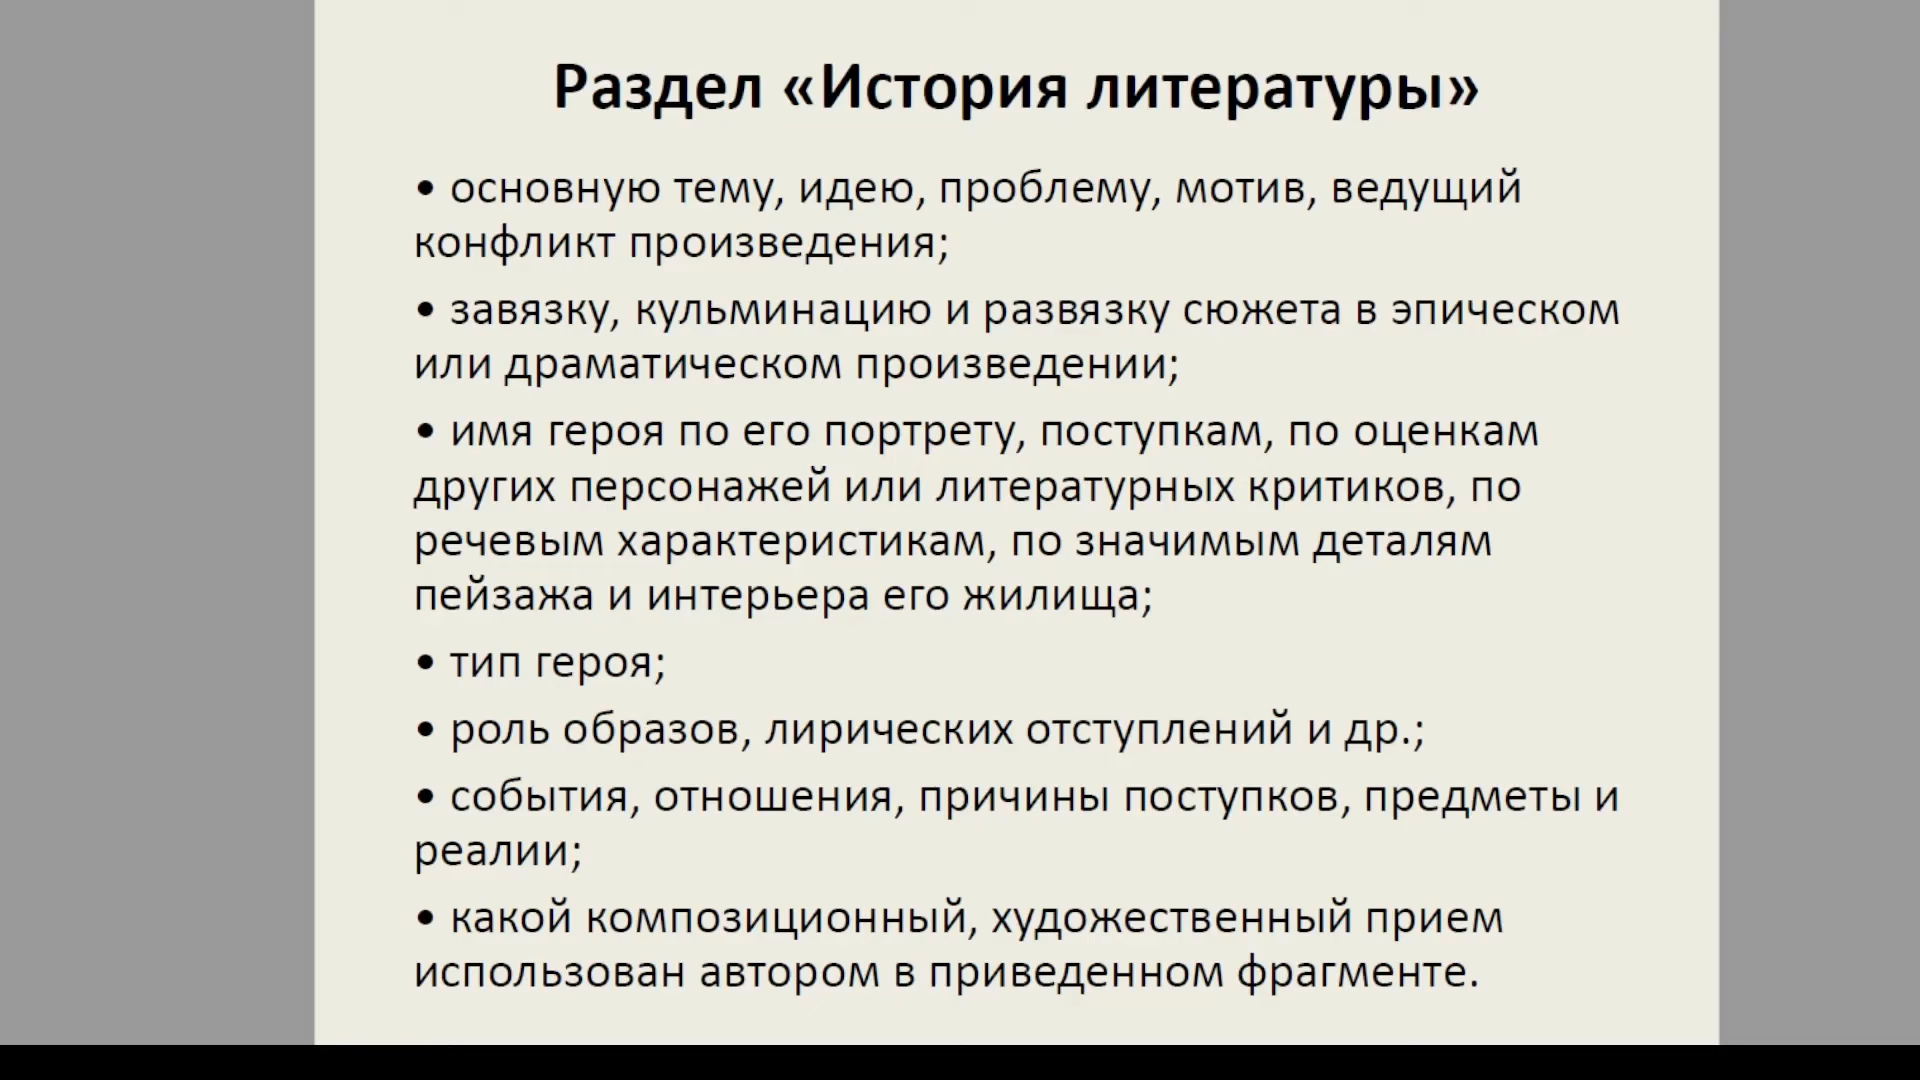 Раздел «История литературы»
• основную тему, идею, проблему, мотив, ведущий
конфликт произведения;
• завязку, кульминацию и развязку сюжета в эпическом
или драматическом произведении;
• имя героя по его портрету, поступкам, по оценкам
других персонажей или литературных критиков, по
речевым характеристикам, по значимым деталям
пейзажа и интерьера его жилища;
• тип героя;
• роль образов, лирических отступлений и др.;
• события, отношения, причины поступков, предметы и
реалии;
• какой композиционный, художественный прием
использован автором в приведенном фрагменте.